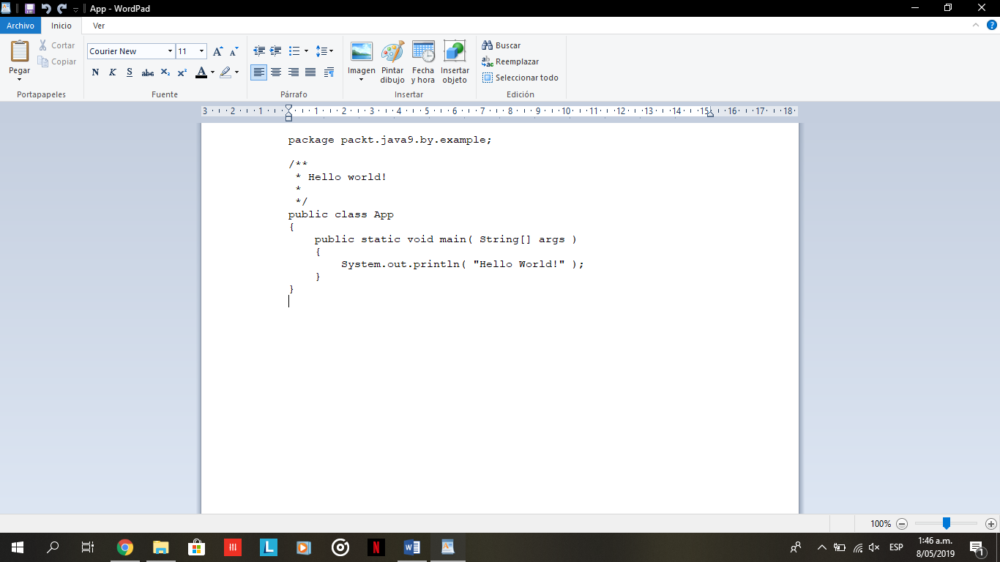 App - WordPad
Archivo Inicio Ver
Pegar Cortar Copiar
Portapapeles
Courier New 11
N K S abc X₂ X² A
Fuente
Párrafo
Imagen Pintar dibujo Fecha y hora Insertar objeto
Insertar
Buscar
Reemplazar
Seleccionar todo
Edición
3 2 1 1 2 3 4 5 6 7 8 9 10 11 12 13 14 15 16 17 18
package packt.java9.by.example;

/**
 * Hello world!
 *
 */
public class App
{
    public static void main( String[] args )
    {
        System.out.println( "Hello World!" );
    }
}
100%
ESP
1:46 a.m.
8/05/2019
1